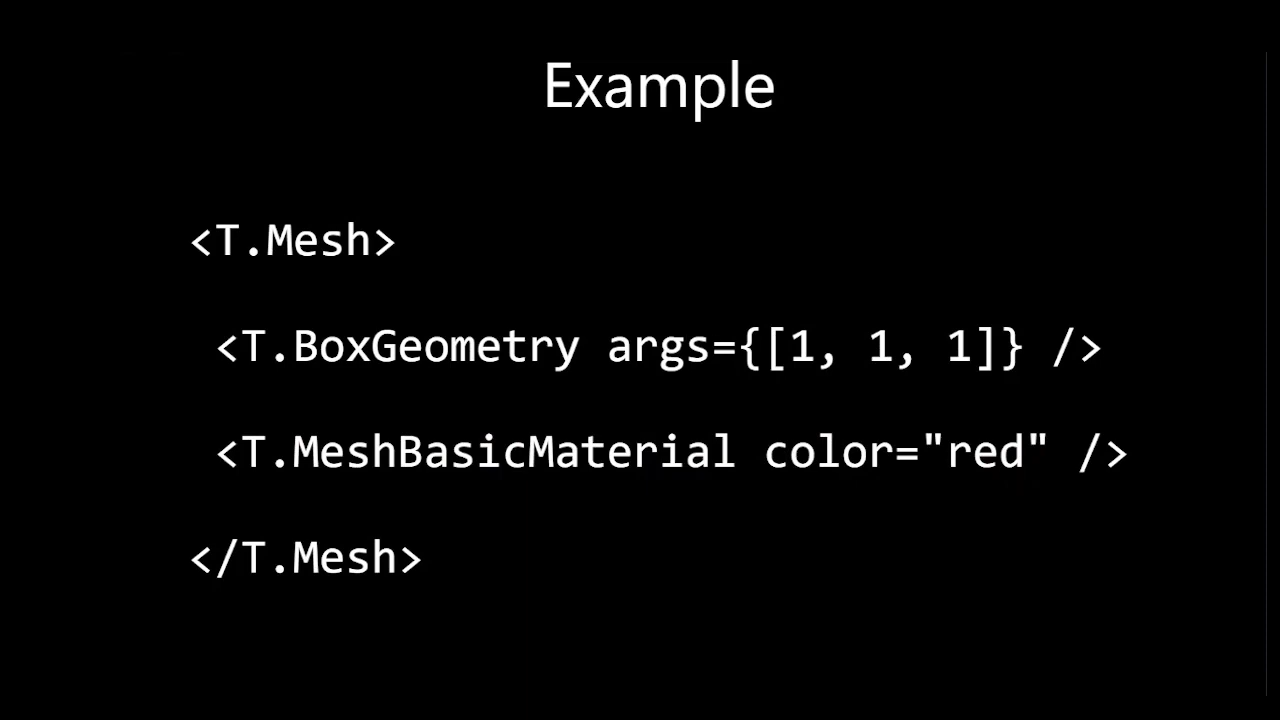 Example
<T.Mesh>
<T.BoxGeometry args={[1, 1, 1]} />
<T.MeshBasicMaterial color="red" />
</T.Mesh>